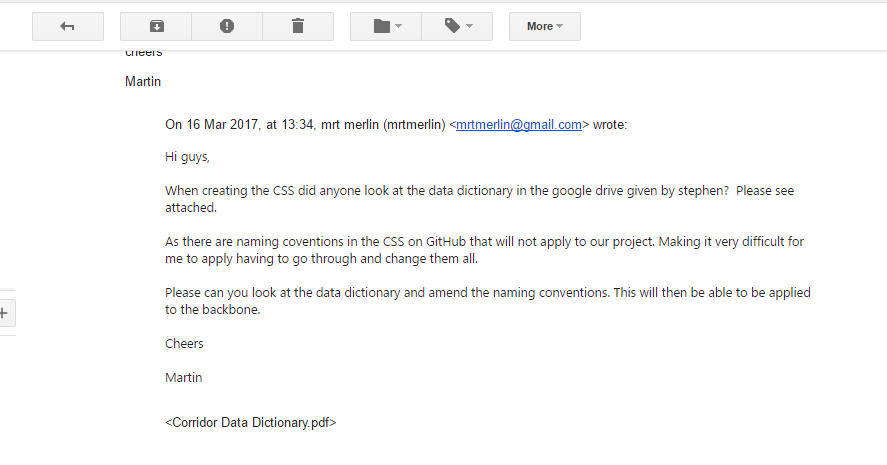 More
cheers
Martin
On 16 Mar 2017, at 13:34, mrt merlin (mrtmerlin) <mrtmerlin@gmail.com> wrote:
Hi guys,
When creating the CSS did anyone look at the data dictionary in the google drive given by stephen?  Please see
attached.
As there are naming coventions in the CSS on GitHub that will not apply to our project. Making it very difficult for
me to apply having to go through and change them all.
Please can you look at the data dictionary and amend the naming conventions. This will then be able to be applied
to the backbone.
Cheers
Martin
<Corridor Data Dictionary.pdf>